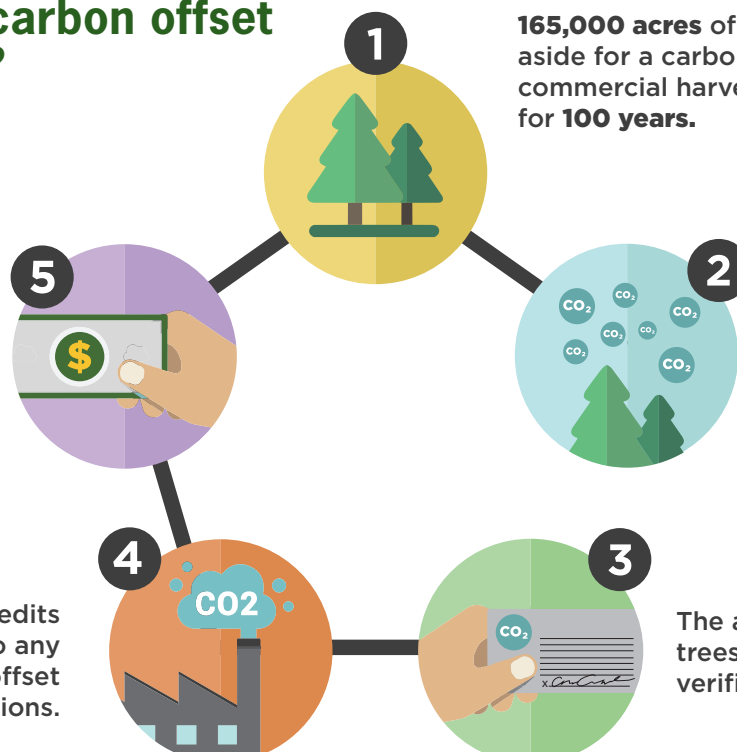 carbon offset
?
1
165,000 acres of
aside for a carbo
commercial harve
for 100 years.
5
$
2
CO₂
CO₂
CO₂
CO₂
CO₂
CO₂
CO₂
4
CO2
edits
o any
offset
ions.
3
CO₂
x.
The a
trees
verifi